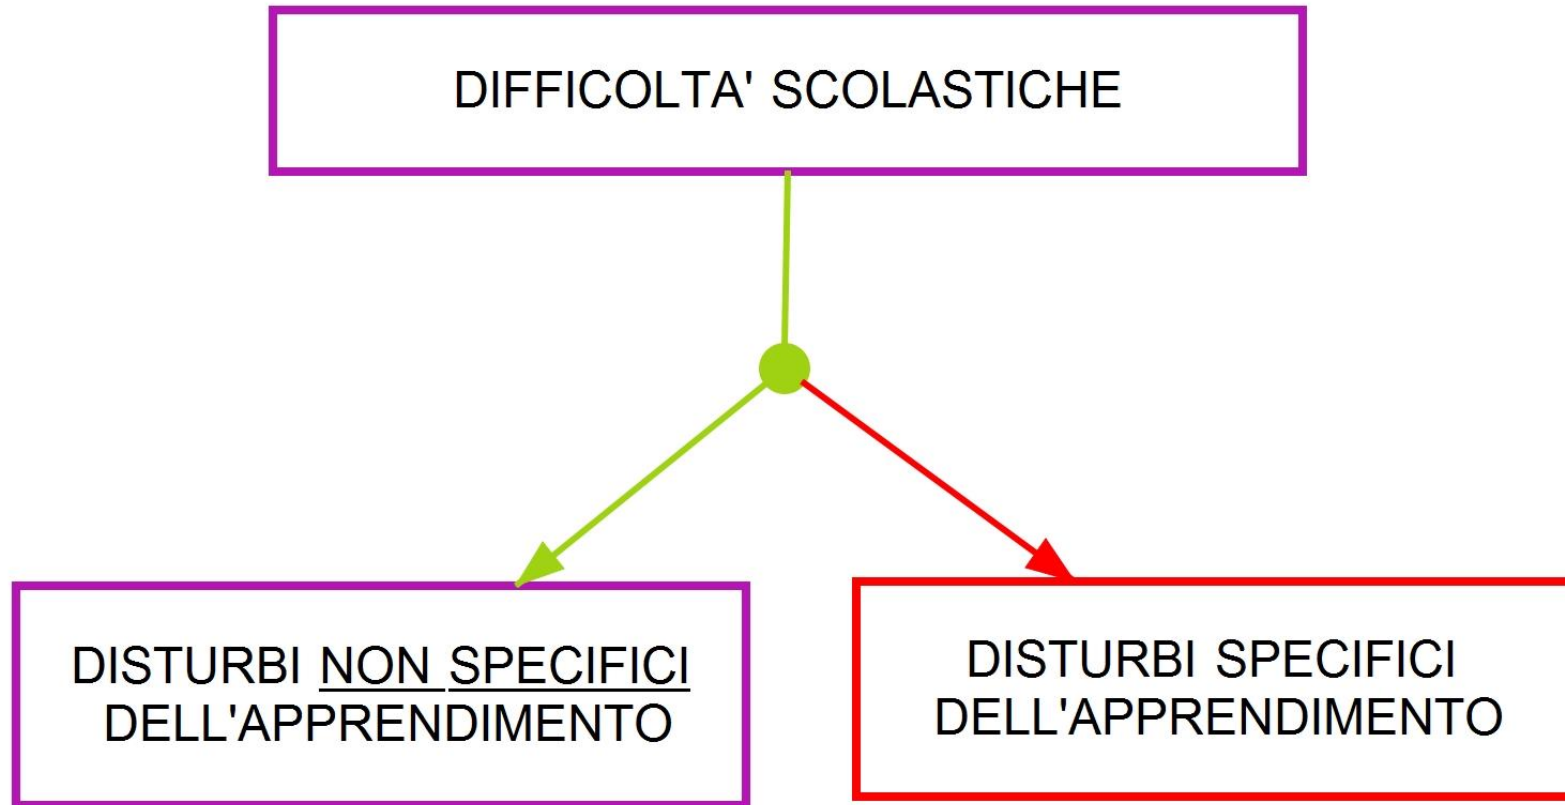 DIFFICOLTA' SCOLASTICHE
DISTURBI NON SPECIFICI
DELL'APPRENDIMENTO
DISTURBI SPECIFICI
DELL'APPRENDIMENTO